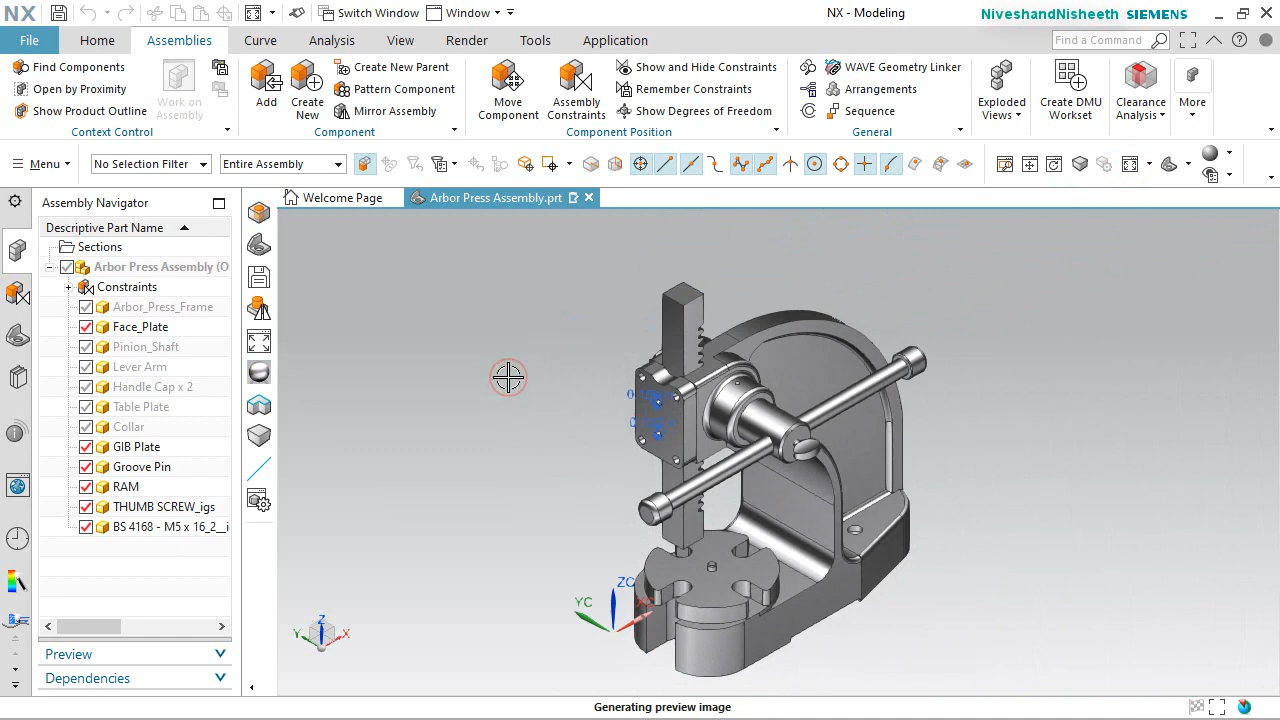 NX
Switch Window
Window
NX - Modeling
NiveshandNisheeth SIEMENS
File
Home
Assemblies
Curve
Analysis
View
Render
Tools
Application
Find a Command
Find Components
Open by Proximity
Show Product Outline
Work on Assembly
Context Control
Add
Create New
Create New Parent
Pattern Component
Mirror Assembly
Component
Move Component
Assembly Constraints
Show and Hide Constraints
Remember Constraints
Show Degrees of Freedom
Component Position
WAVE Geometry Linker
Arrangements
Sequence
General
Exploded Views
Create DMU Workset
Clearance Analysis
More
Menu
No Selection Filter
Entire Assembly
Assembly Navigator
Welcome Page
Arbor Press Assembly.prt
Descriptive Part Name
Sections
Arbor Press Assembly (O
Constraints
Arbor_Press_Frame
Face_Plate
Pinion_Shaft
Lever Arm
Handle Cap x 2
Table Plate
Collar
GIB Plate
Groove Pin
RAM
THUMB SCREW_igs
BS 4168 - M5 x 16_2__i
Preview
Dependencies
ZC
YC
Z
Y
X
Generating preview image